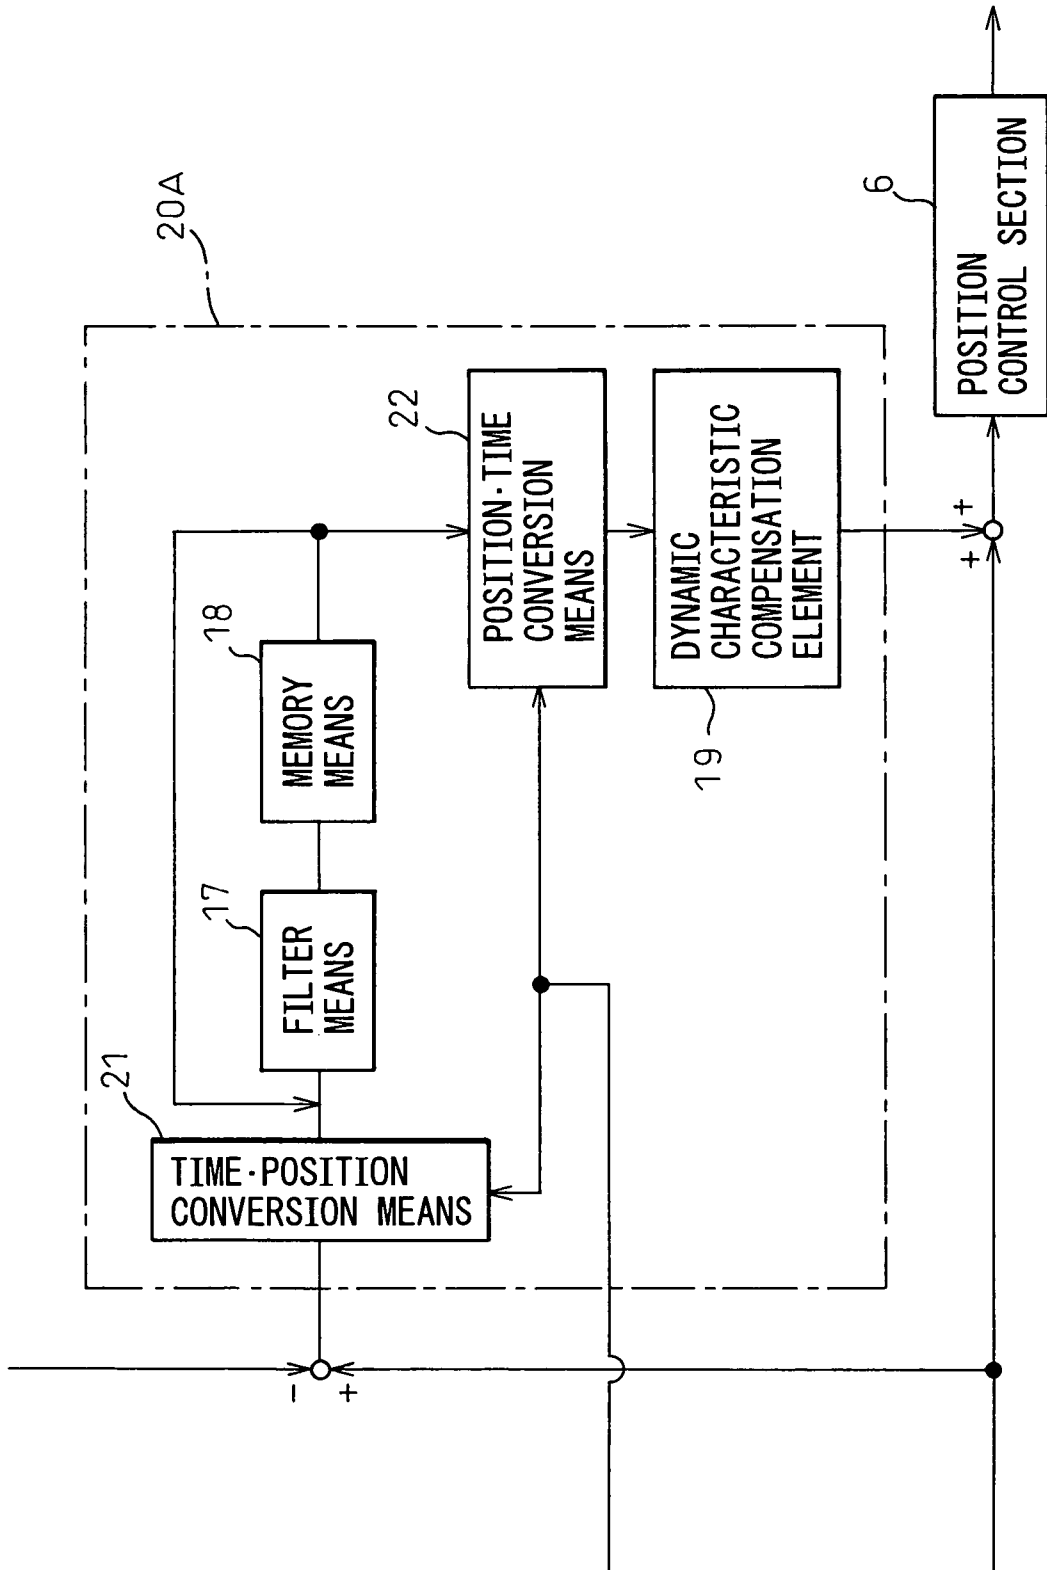 20A
21
TIME·POSITION
CONVERSION MEANS
17
FILTER
MEANS
18
MEMORY
MEANS
22
POSITION·TIME
CONVERSION
MEANS
19
DYNAMIC
CHARACTERISTIC
COMPENSATION
ELEMENT
6
POSITION
CONTROL SECTION
-
+
+
+